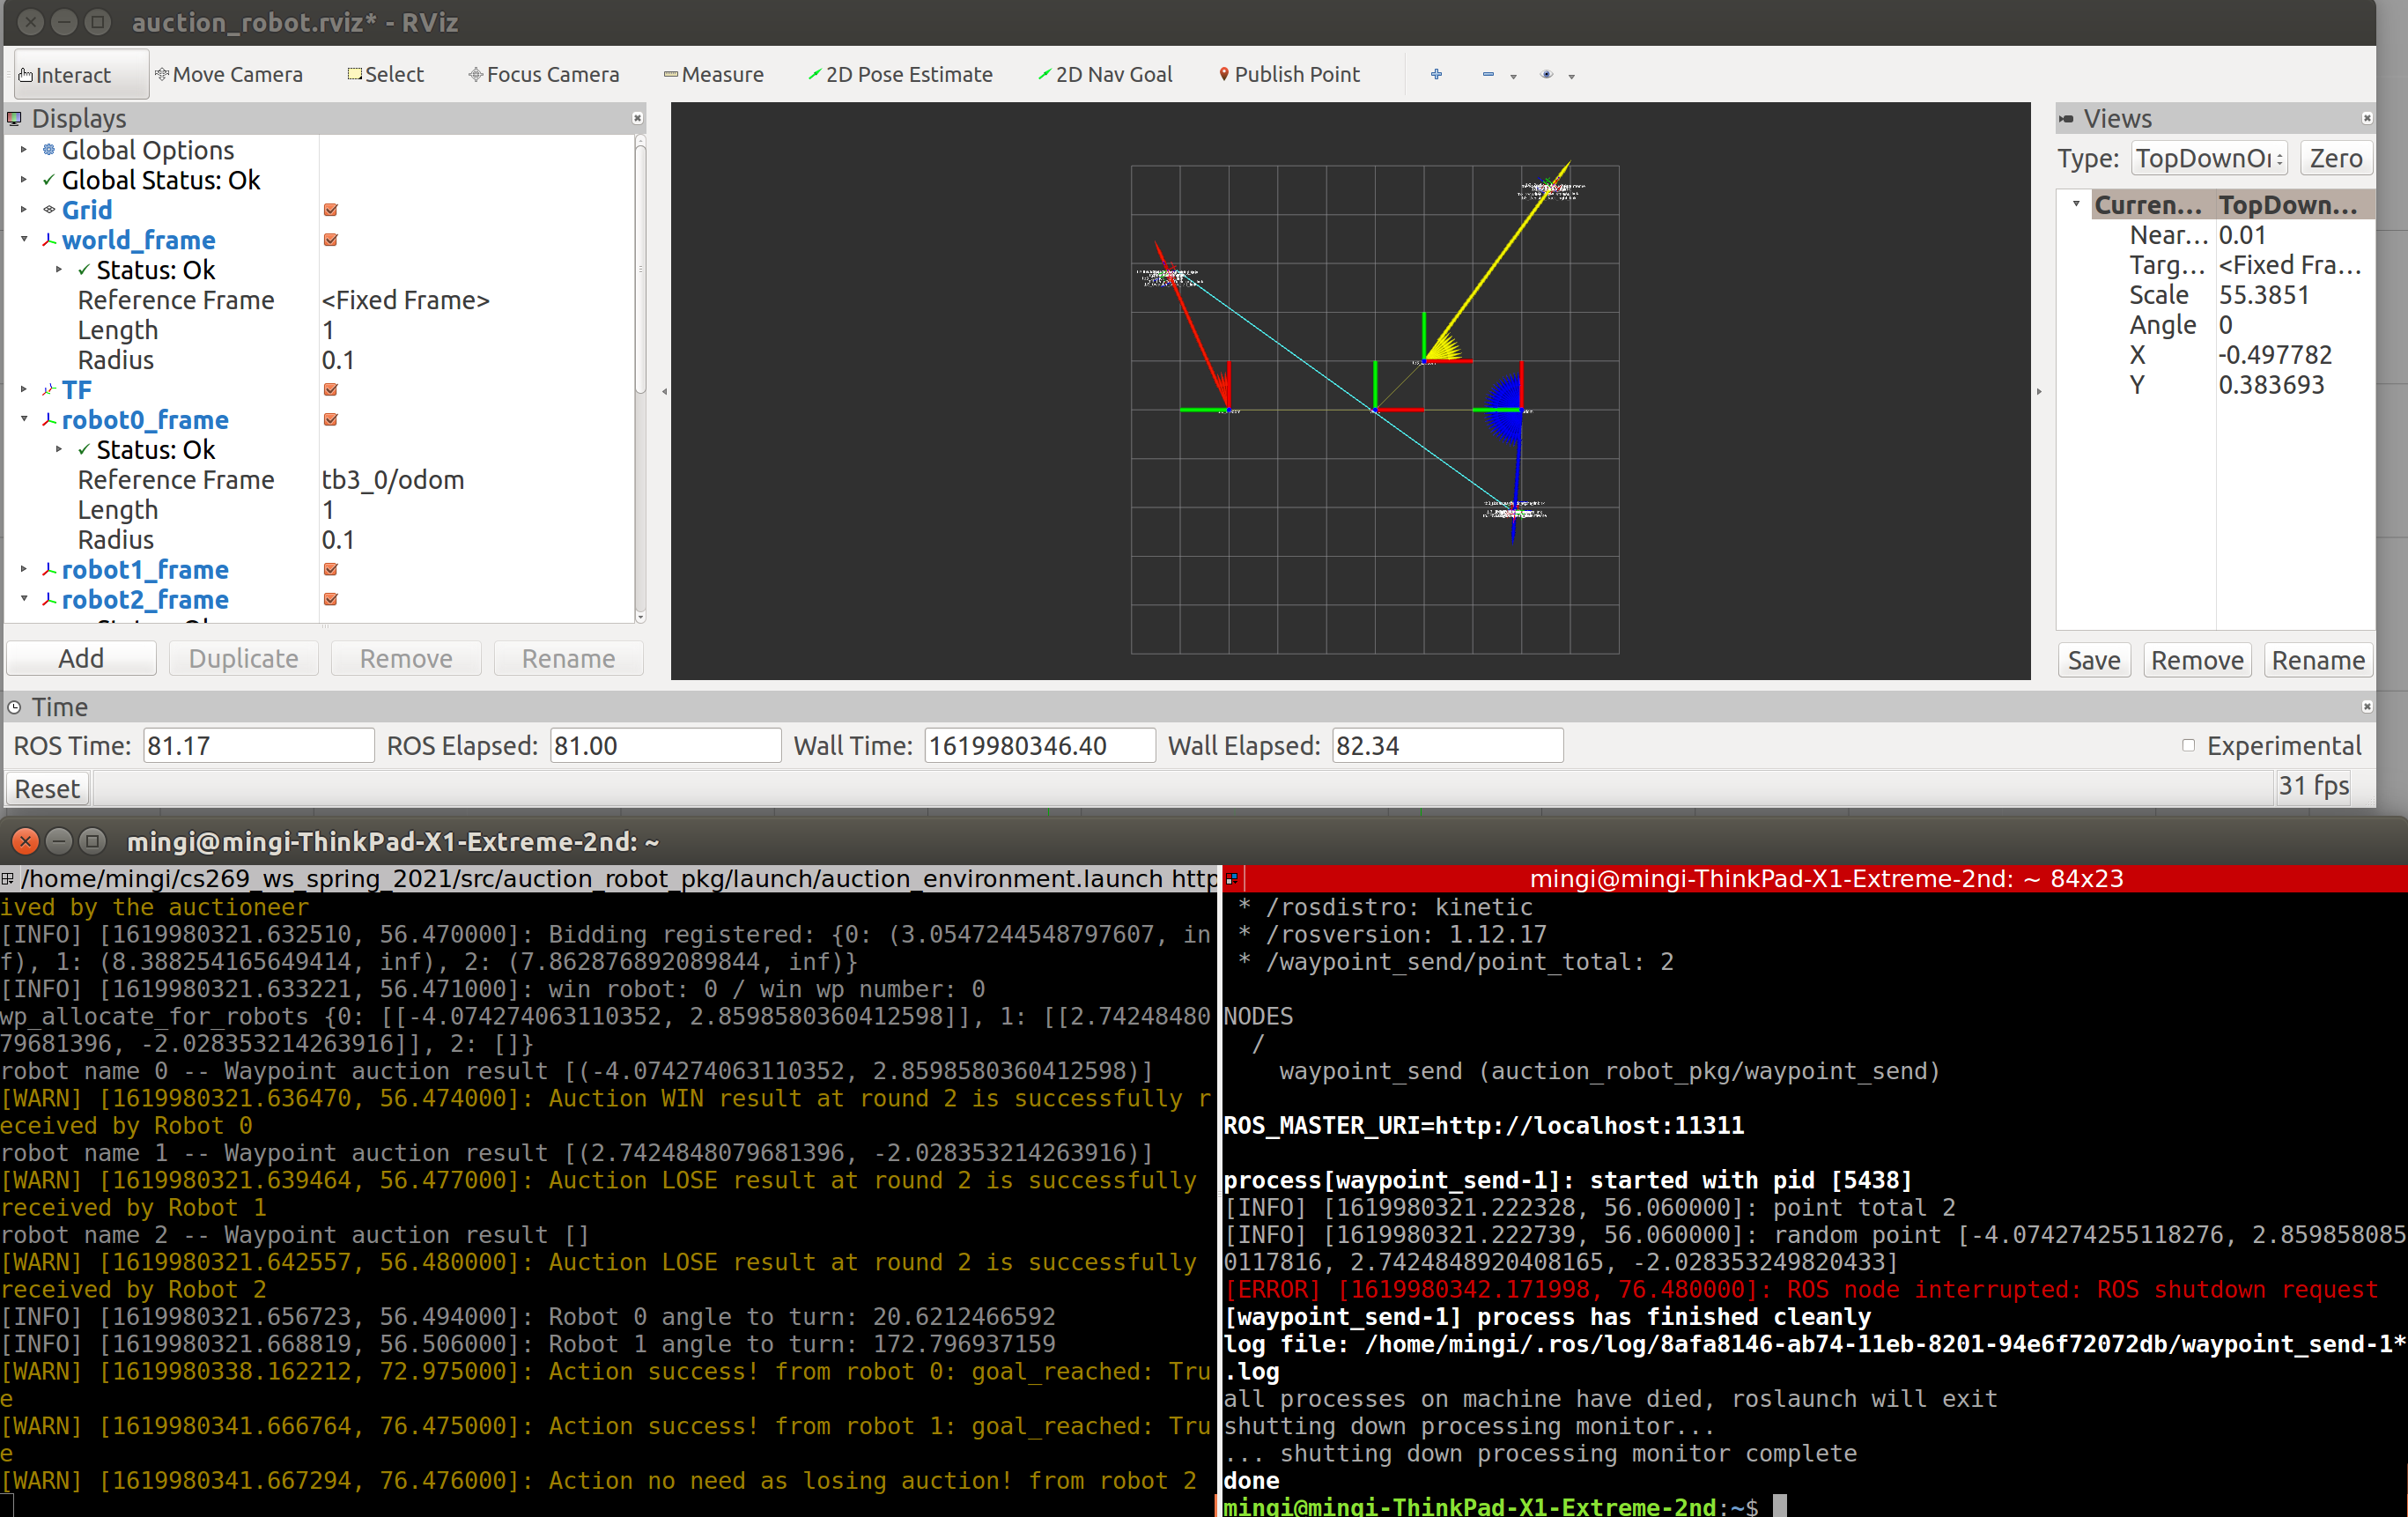 auction_robot.rviz* - RViz
Interact Move Camera Select Focus Camera Measure 2D Pose Estimate 2D Nav Goal Publish Point
Displays
Global Options
Global Status: Ok
Grid
world_frame
Status: Ok
Reference Frame <Fixed Frame>
Length 1
Radius 0.1
TF
robot0_frame
Status: Ok
Reference Frame tb3_0/odom
Length 1
Radius 0.1
robot1_frame
robot2_frame
Add Duplicate Remove Rename
Views
Type: TopDownOr Zero
Curren... TopDown...
Near... 0.01
Targ... <Fixed Fra...
Scale 55.3851
Angle 0
X -0.497782
Y 0.383693
Save Remove Rename
Time
ROS Time: 81.17 ROS Elapsed: 81.00 Wall Time: 1619980346.40 Wall Elapsed: 82.34 Experimental
Reset 31 fps
mingi@mingi-ThinkPad-X1-Extreme-2nd: ~
/home/mingi/cs269_ws_spring_2021/src/auction_robot_pkg/launch/auction_environment.launch http
ived by the auctioneer
[INFO] [1619980321.632510, 56.470000]: Bidding registered: {0: (3.0547244548797607, in
f), 1: (8.388254165649414, inf), 2: (7.862876892089844, inf)}
[INFO] [1619980321.633221, 56.471000]: win robot: 0 / win wp number: 0
wp_allocate_for_robots {0: [[-4.074274063110352, 2.8598580360412598]], 1: [[2.74248480
79681396, -2.028353214263916]], 2: []}
robot name 0 -- Waypoint auction result [(-4.074274063110352, 2.8598580360412598)]
[WARN] [1619980321.636470, 56.474000]: Auction WIN result at round 2 is successfully r
eceived by Robot 0
robot name 1 -- Waypoint auction result [(2.7424848079681396, -2.028353214263916)]
[WARN] [1619980321.639464, 56.477000]: Auction LOSE result at round 2 is successfully
received by Robot 1
robot name 2 -- Waypoint auction result []
[WARN] [1619980321.642557, 56.480000]: Auction LOSE result at round 2 is successfully
received by Robot 2
[INFO] [1619980321.656723, 56.494000]: Robot 0 angle to turn: 20.6212466592
[INFO] [1619980321.668819, 56.506000]: Robot 1 angle to turn: 172.796937159
[WARN] [1619980338.162212, 72.975000]: Action success! from robot 0: goal_reached: Tru
e
[WARN] [1619980341.666764, 76.475000]: Action success! from robot 1: goal_reached: Tru
e
[WARN] [1619980341.667294, 76.476000]: Action no need as losing auction! from robot 2
mingi@mingi-ThinkPad-X1-Extreme-2nd: ~ 84x23
* /rosdistro: kinetic
* /rosversion: 1.12.17
* /waypoint_send/point_total: 2
NODES
/
waypoint_send (auction_robot_pkg/waypoint_send)
ROS_MASTER_URI=http://localhost:11311
process[waypoint_send-1]: started with pid [5438]
[INFO] [1619980321.222328, 56.060000]: point total 2
[INFO] [1619980321.222739, 56.060000]: random point [-4.074274255118276, 2.859858085
0117816, 2.7424848920408165, -2.028353249820433]
[ERROR] [1619980342.171998, 76.480000]: ROS node interrupted: ROS shutdown request
[waypoint_send-1] process has finished cleanly
log file: /home/mingi/.ros/log/8afa8146-ab74-11eb-8201-94e6f72072db/waypoint_send-1*
.log
all processes on machine have died, roslaunch will exit
shutting down processing monitor...
... shutting down processing monitor complete
done
mingi@mingi-ThinkPad-X1-Extreme-2nd:~$